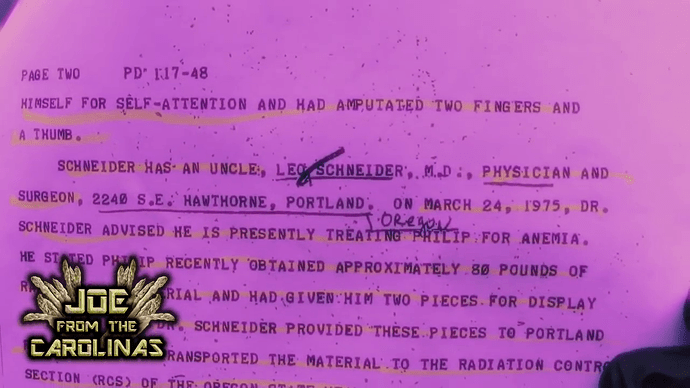 PAGE TWO PD 117-48
HIMSELF FOR SELF-ATTENTION AND HAD AMPUTATED TWO FINGERS AND
A THUMB.
SCHNEIDER HAS AN UNCLE, LEO SCHNEIDER, M.D., PHYSICIAN AND
SURGEON, 2240 S.E. HAWTHORNE, PORTLAND. ON MARCH 24, 1975, DR.
OREGON
SCHNEIDER ADVISED HE IS PRESENTLY TREATING PHILIP FOR ANEMIA.
HE STATED PHILIP RECENTLY OBTAINED APPROXIMATELY 80 POUNDS OF
RIAL AND HAD GIVEN HIM TWO PIECES FOR DISPLAY
DR. SCHNEIDER PROVIDED THESE PIECES TO PORTLAND
TRANSPORTED THE MATERIAL TO THE RADIATION CONTRO
SECTION (RCS) OF THE OREGON STATE
JOE
FROM THE
CAROLINAS